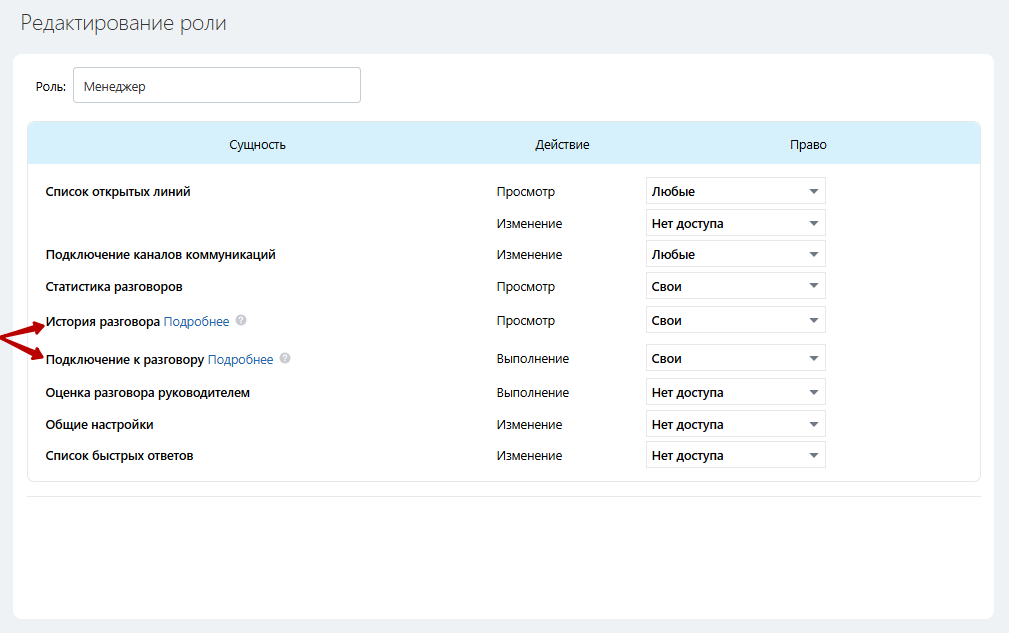 Редактирование роли
Роль: Менеджер
Сущность Действие Право
Список открытых линий Просмотр Любые
Изменение Нет доступа
Подключение каналов коммуникаций Изменение Любые
Статистика разговоров Просмотр Свои
История разговора Подробнее ? Просмотр Свои
Подключение к разговору Подробнее ? Выполнение Свои
Оценка разговора руководителем Выполнение Нет доступа
Общие настройки Изменение Нет доступа
Список быстрых ответов Изменение Нет доступа